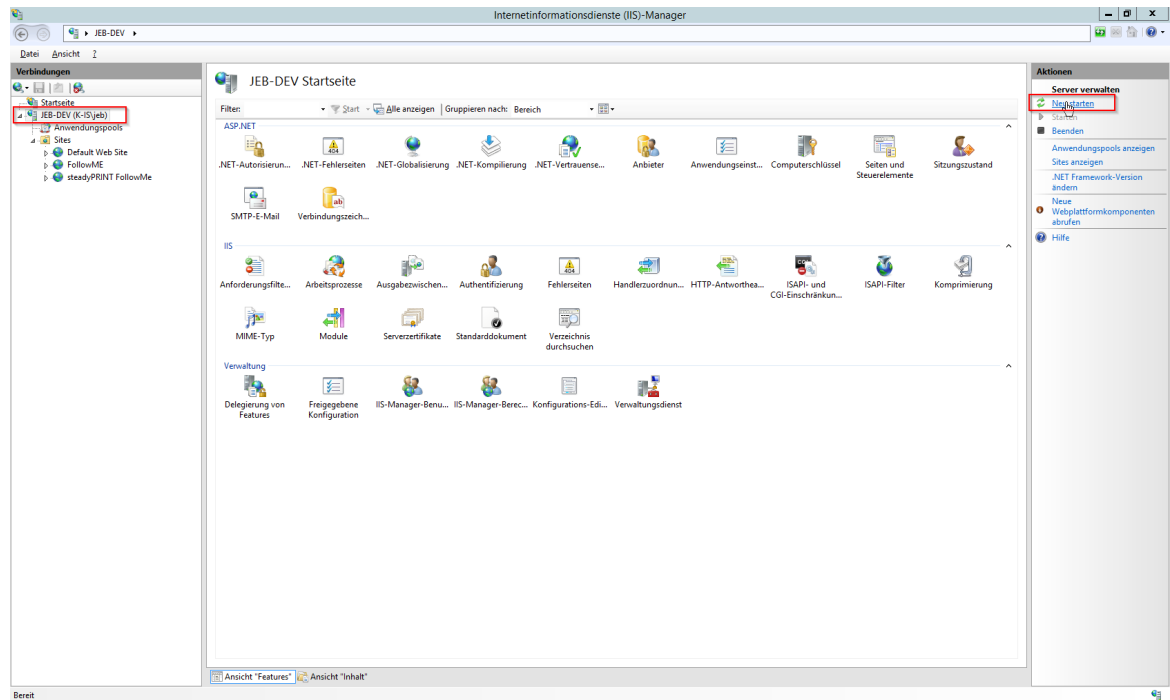 Internetinformationsdienste (IIS)-Manager
JEB-DEV
Datei Ansicht ?
Verbindungen
Startseite
JEB-DEV (K-IS\jeb)
Anwendungspools
Sites
Default Web Site
FollowME
steadyPRINT FollowMe
JEB-DEV Startseite
Filter: Start Alle anzeigen Gruppieren nach: Bereich
ASP.NET
.NET-Autorisierun... .NET-Fehlerseiten .NET-Globalisierung .NET-Kompilierung .NET-Vertrauense... Anbieter Anwendungseinst... Computerschlüssel Seiten und Steuerelemente Sitzungszustand
SMTP-E-Mail Verbindungszeich...
IIS
Anforderungsfilte... Arbeitsprozesse Ausgabezwischen... Authentifizierung Fehlerseiten Handlerzuordnun... HTTP-Antworthea... ISAPI- und CGI-Einschränkun... ISAPI-Filter Komprimierung
MIME-Typ Module Serverzertifikate Standarddokument Verzeichnis durchsuchen
Verwaltung
Delegierung von Features Freigegebene Konfiguration IIS-Manager-Benu... IIS-Manager-Berec... Konfigurations-Edi... Verwaltungsdienst
Ansicht "Features" Ansicht "Inhalt"
Aktionen
Server verwalten
Neu starten
Starten
Beenden
Anwendungspools anzeigen
Sites anzeigen
.NET Framework-Version
ändern
Neue
Webplattformkomponenten
abrufen
Hilfe
Bereit